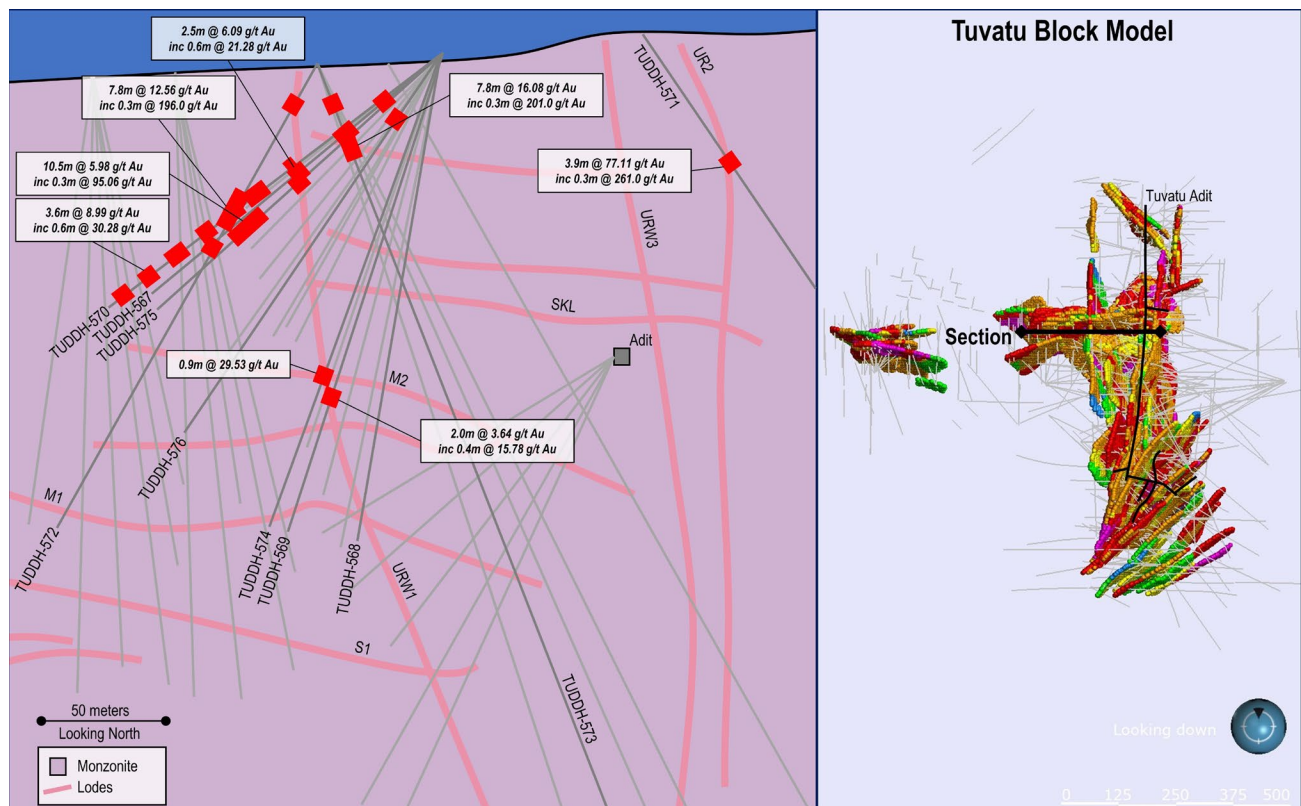 2.5m @ 6.09 g/t Au
inc 0.6m @ 21.28 g/t Au
7.8m @ 12.56 g/t Au
inc 0.3m @ 196.0 g/t Au
7.8m @ 16.08 g/t Au
inc 0.3m @ 201.0 g/t Au
10.5m @ 5.98 g/t Au
inc 0.3m @ 95.06 g/t Au
3.6m @ 8.99 g/t Au
inc 0.6m @ 30.28 g/t Au
3.9m @ 77.11 g/t Au
inc 0.3m @ 261.0 g/t Au
TUDDH-571
UR2
URW3
SKL
Adit
TUDDH-570
TUDDH-567
TUDDH-575
0.9m @ 29.53 g/t Au
M2
2.0m @ 3.64 g/t Au
inc 0.4m @ 15.78 g/t Au
TUDDH-576
M1
TUDDH-572
TUDDH-574
TUDDH-569
TUDDH-568
URW1
S1
TUDDH-573
50 meters
Looking North
Monzonite
Lodes
Tuvatu Block Model
Tuvatu Adit
Section
Looking down
0 125 250 375 500